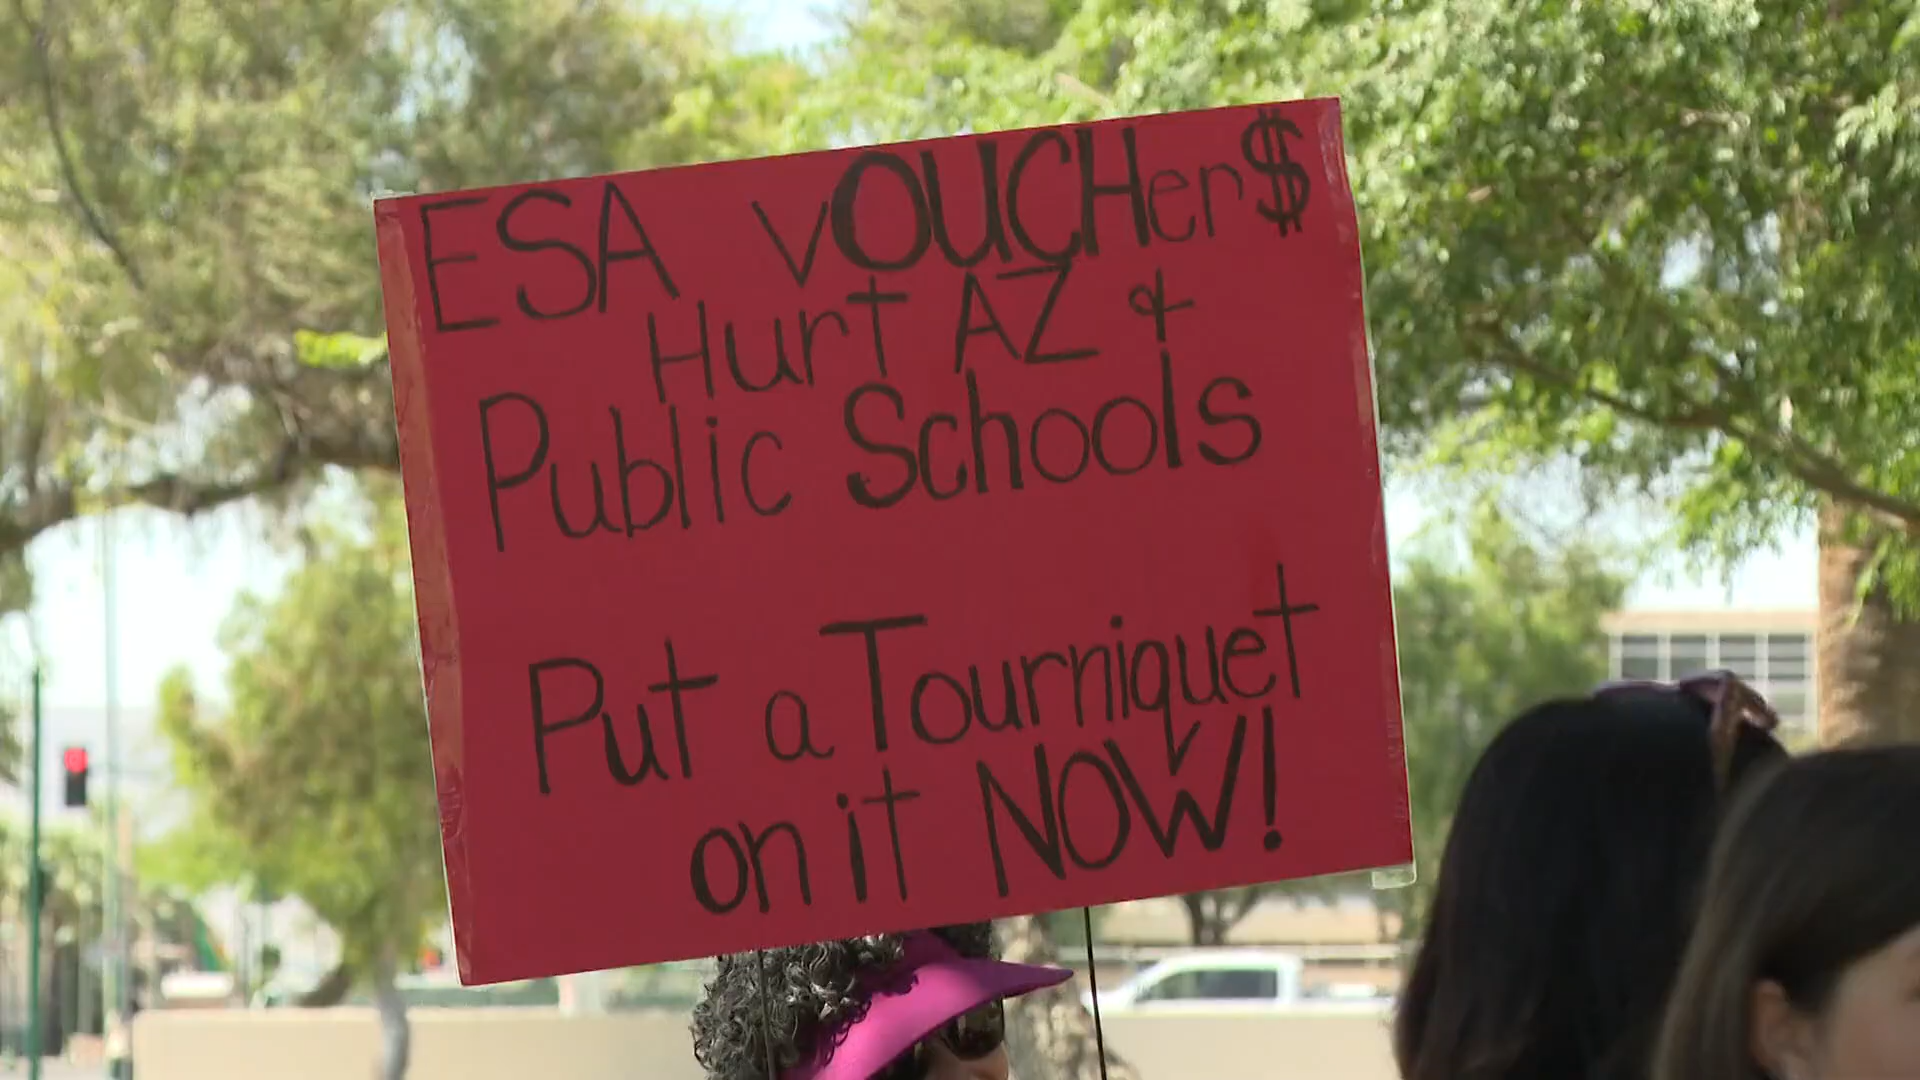 ESA vOUCHer$
Hurt AZ &
Public Schools
Put a Tourniquet
on it NOW!